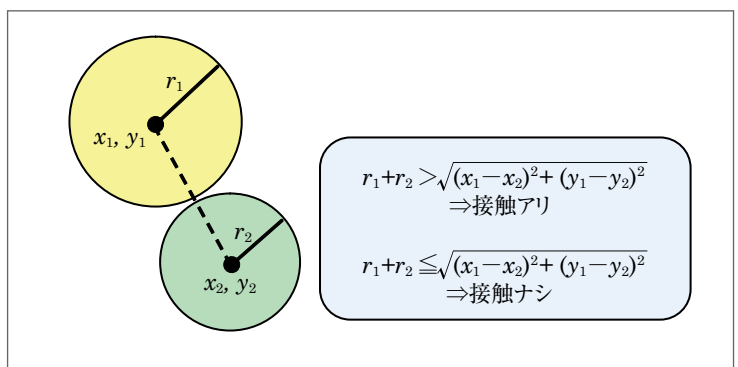 r₁
x₁, y₁
r₂
x₂, y₂
r₁+r₂ >√(x₁−x₂)²+ (y₁−y₂)²
⇒接触アリ
r₁+r₂ ≦√(x₁−x₂)²+ (y₁−y₂)²
⇒接触ナシ